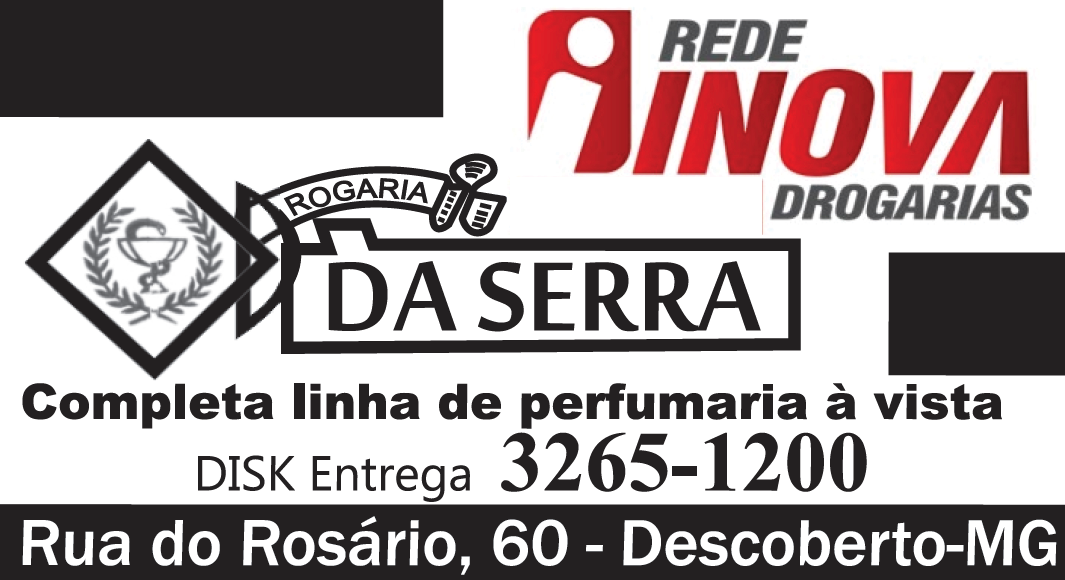 REDE
INOVA
DROGARIAS
DROGARIA
DA SERRA
Completa linha de perfumaria à vista
DISK Entrega 3265-1200
Rua do Rosário, 60 - Descoberto-MG